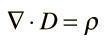 ∇ · D = ρ